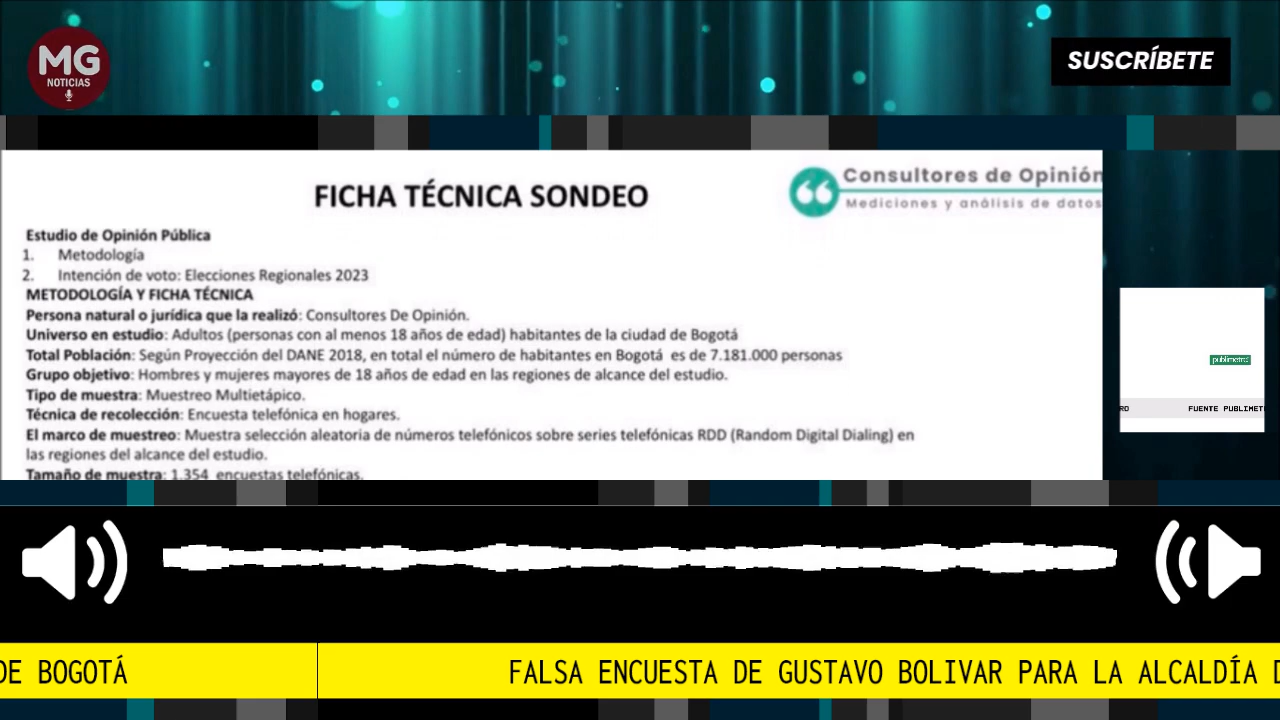 MG
NOTICIAS
SUSCRÍBETE
FICHA TÉCNICA SONDEO
Consultores de Opinión
Mediciones y análisis de datos
Estudio de Opinión Pública
1. Metodología
2. Intención de voto: Elecciones Regionales 2023
METODOLOGÍA Y FICHA TÉCNICA
Persona natural o jurídica que la realizó: Consultores De Opinión.
Universo en estudio: Adultos (personas con al menos 18 años de edad) habitantes de la ciudad de Bogotá
Total Población: Según Proyección del DANE 2018, en total el número de habitantes en Bogotá es de 7.181.000 personas
Grupo objetivo: Hombres y mujeres mayores de 18 años de edad en las regiones de alcance del estudio.
Tipo de muestra: Muestreo Multietápico.
Técnica de recolección: Encuesta telefónica en hogares.
El marco de muestreo: Muestra selección aleatoria de números telefónicos sobre series telefónicas RDD (Random Digital Dialing) en
las regiones del alcance del estudio.
Tamaño de muestra: 1.354 encuestas telefónicas.
publimetro
RO FUENTE PUBLIMET
DE BOGOTÁ
FALSA ENCUESTA DE GUSTAVO BOLIVAR PARA LA ALCALDÍA D